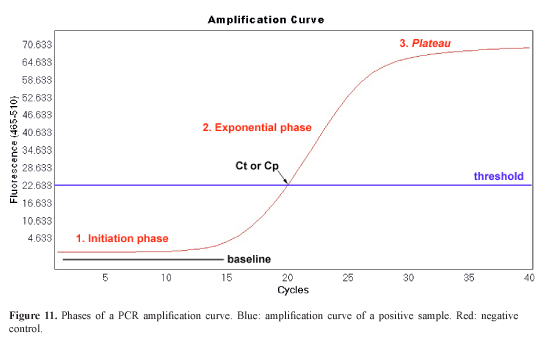 Amplification Curve
Fluorescence (465-510)
70.633
64.633
58.633
52.633
46.633
40.633
34.633
28.633
22.633
16.633
10.633
4.633
3. Plateau
2. Exponential phase
Ct or Cp
threshold
1. Initiation phase
baseline
5 10 15 20 25 30 35 40
Cycles
Figure 11. Phases of a PCR amplification curve. Blue: amplification curve of a positive sample. Red: negative
control.